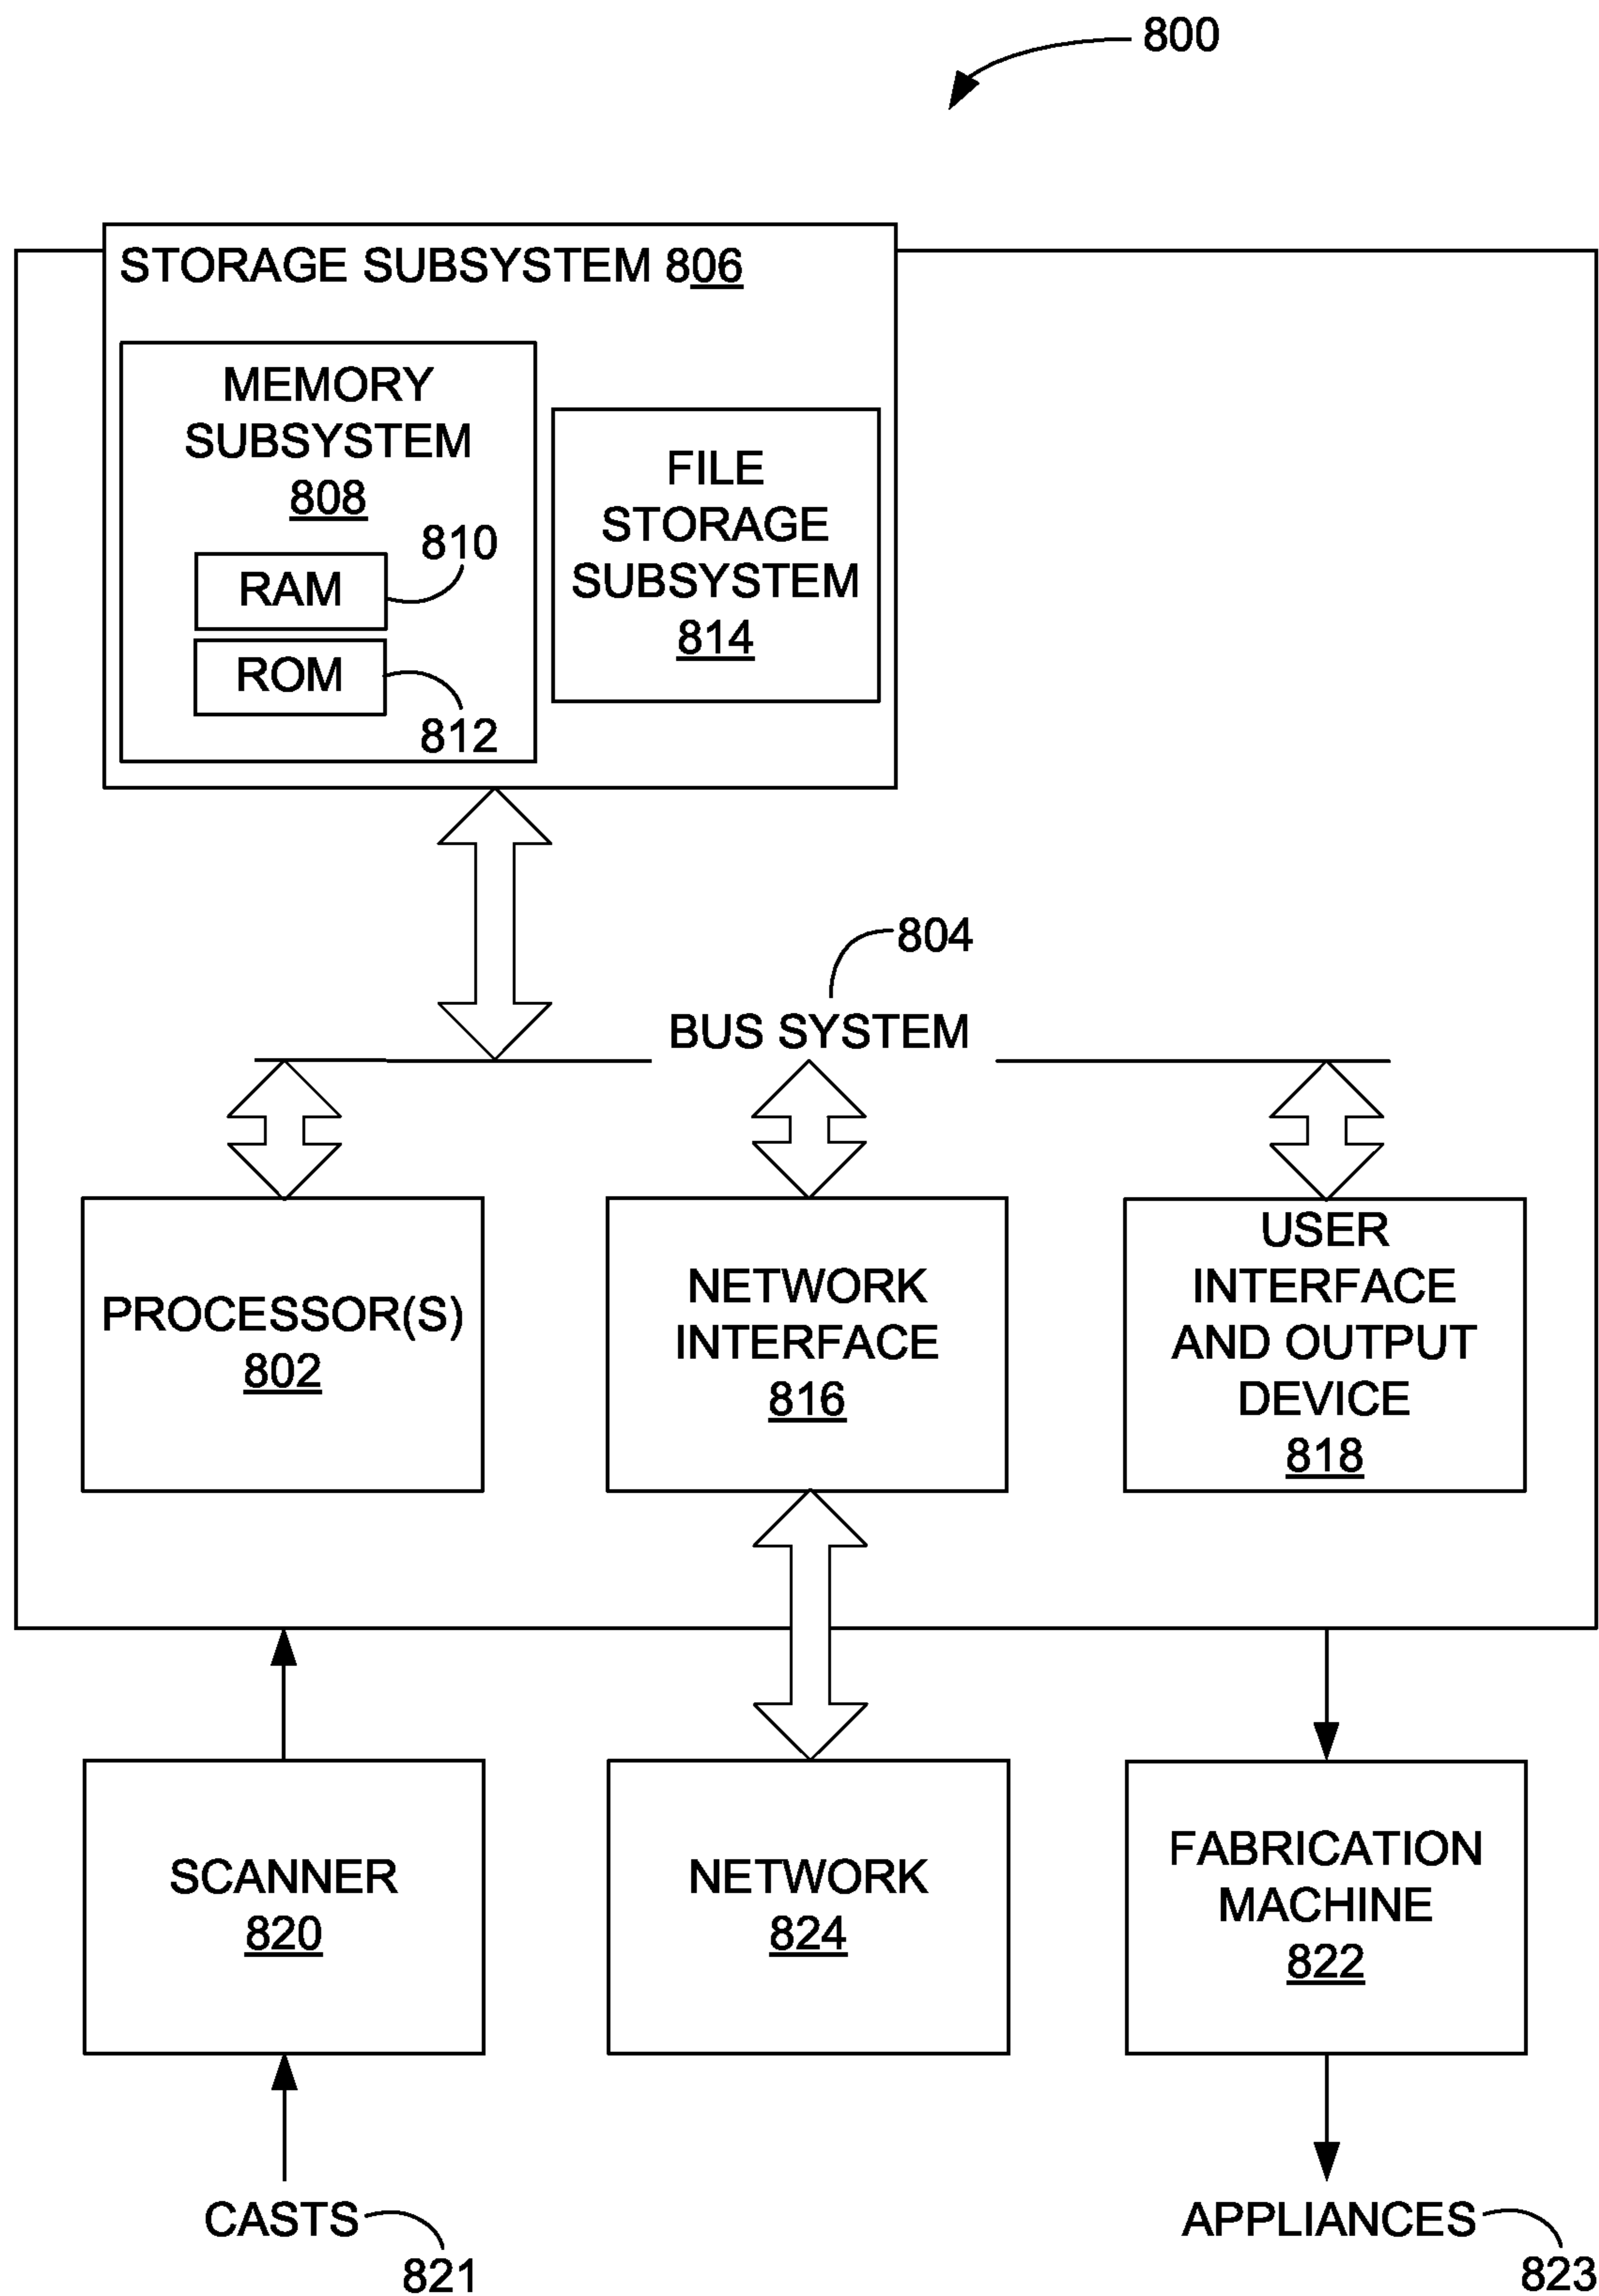 800
STORAGE SUBSYSTEM 806
MEMORY
SUBSYSTEM
808
810
RAM
ROM
812
FILE
STORAGE
SUBSYSTEM
814
804
BUS SYSTEM
PROCESSOR(S)
802
NETWORK
INTERFACE
816
USER
INTERFACE
AND OUTPUT
DEVICE
818
SCANNER
820
NETWORK
824
FABRICATION
MACHINE
822
CASTS
821
APPLIANCES
823